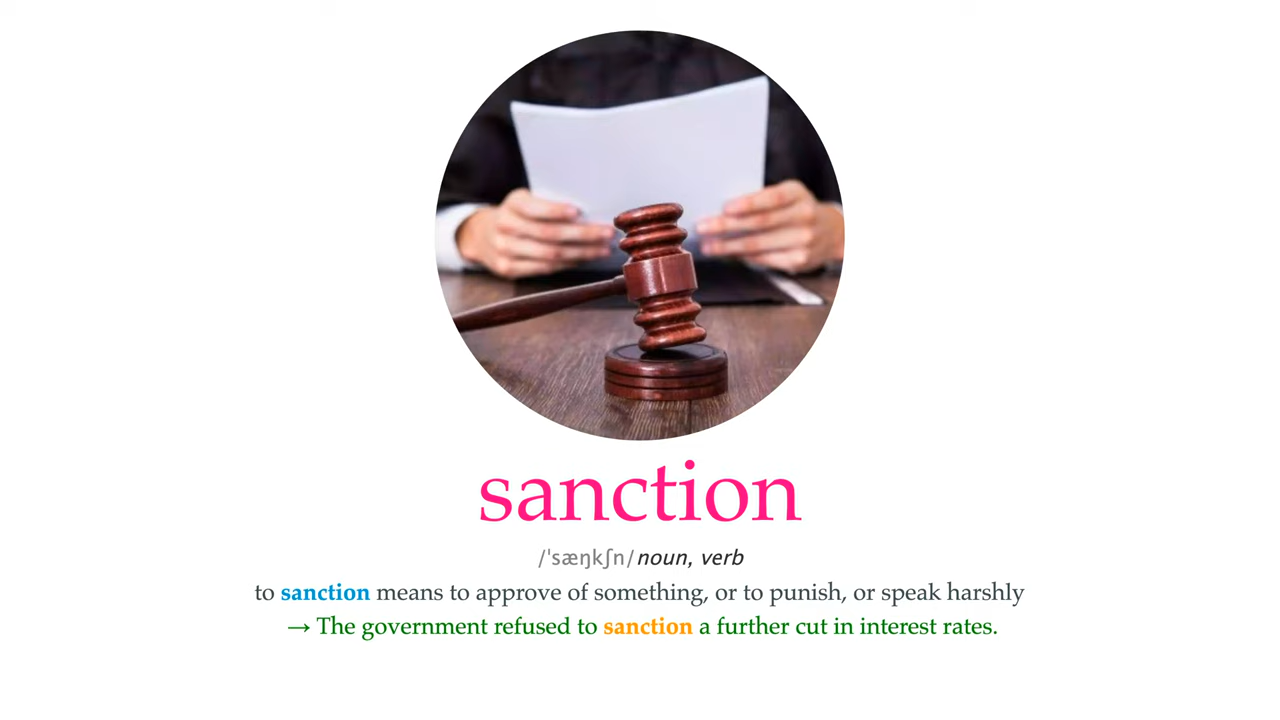 sanction
/ˈsæŋkʃn/ noun, verb
to sanction means to approve of something, or to punish, or speak harshly
→ The government refused to sanction a further cut in interest rates.